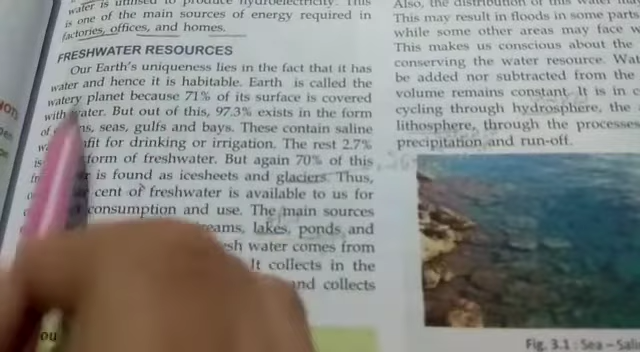 water is utilised to produce hydroelectricity. This
is one of the main sources of energy required in
factories, offices, and homes.
FRESHWATER RESOURCES
Our Earth's uniqueness lies in the fact that it has
water and hence it is habitable. Earth is called the
watery planet because 71% of its surface is covered
with water. But out of this, 97.3% exists in the form
of seas, gulfs and bays. These contain saline
for drinking or irrigation. The rest 2.7%
form of freshwater. But again 70% of this
is found as icesheets and glaciers. Thus,
cent of freshwater is available to us for
consumption and use. The main sources
lakes, ponds and
water comes from
It collects in the
and collects
Also, the distribution of this water
This may result in floods in some
while some other areas may face
This makes us conscious about the
conserving the water resource.
be added nor subtracted from the
volume remains constant. It is in
cycling through hydrosphere, the
lithosphere, through the processes
precipitation and run-off.
Fig. 3.1 : Sea –